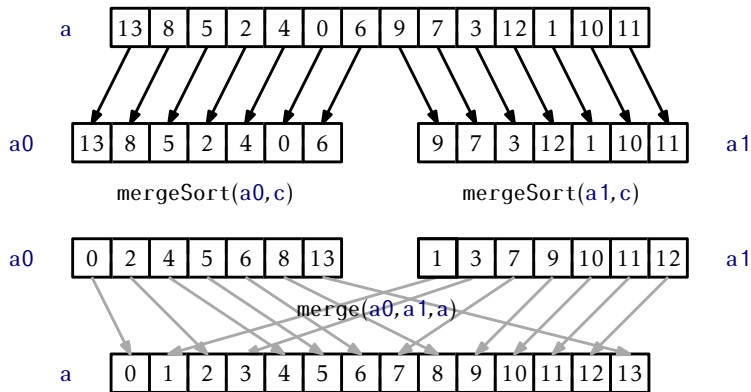 a 13 8 5 2 4 0 6 9 7 3 12 1 10 11
a0 13 8 5 2 4 0 6 9 7 3 12 1 10 11 a1
mergeSort(a0,c) mergeSort(a1,c)
a0 0 2 4 5 6 8 13 1 3 7 9 10 11 12 a1
merge(a0,a1,a)
a 0 1 2 3 4 5 6 7 8 9 10 11 12 13